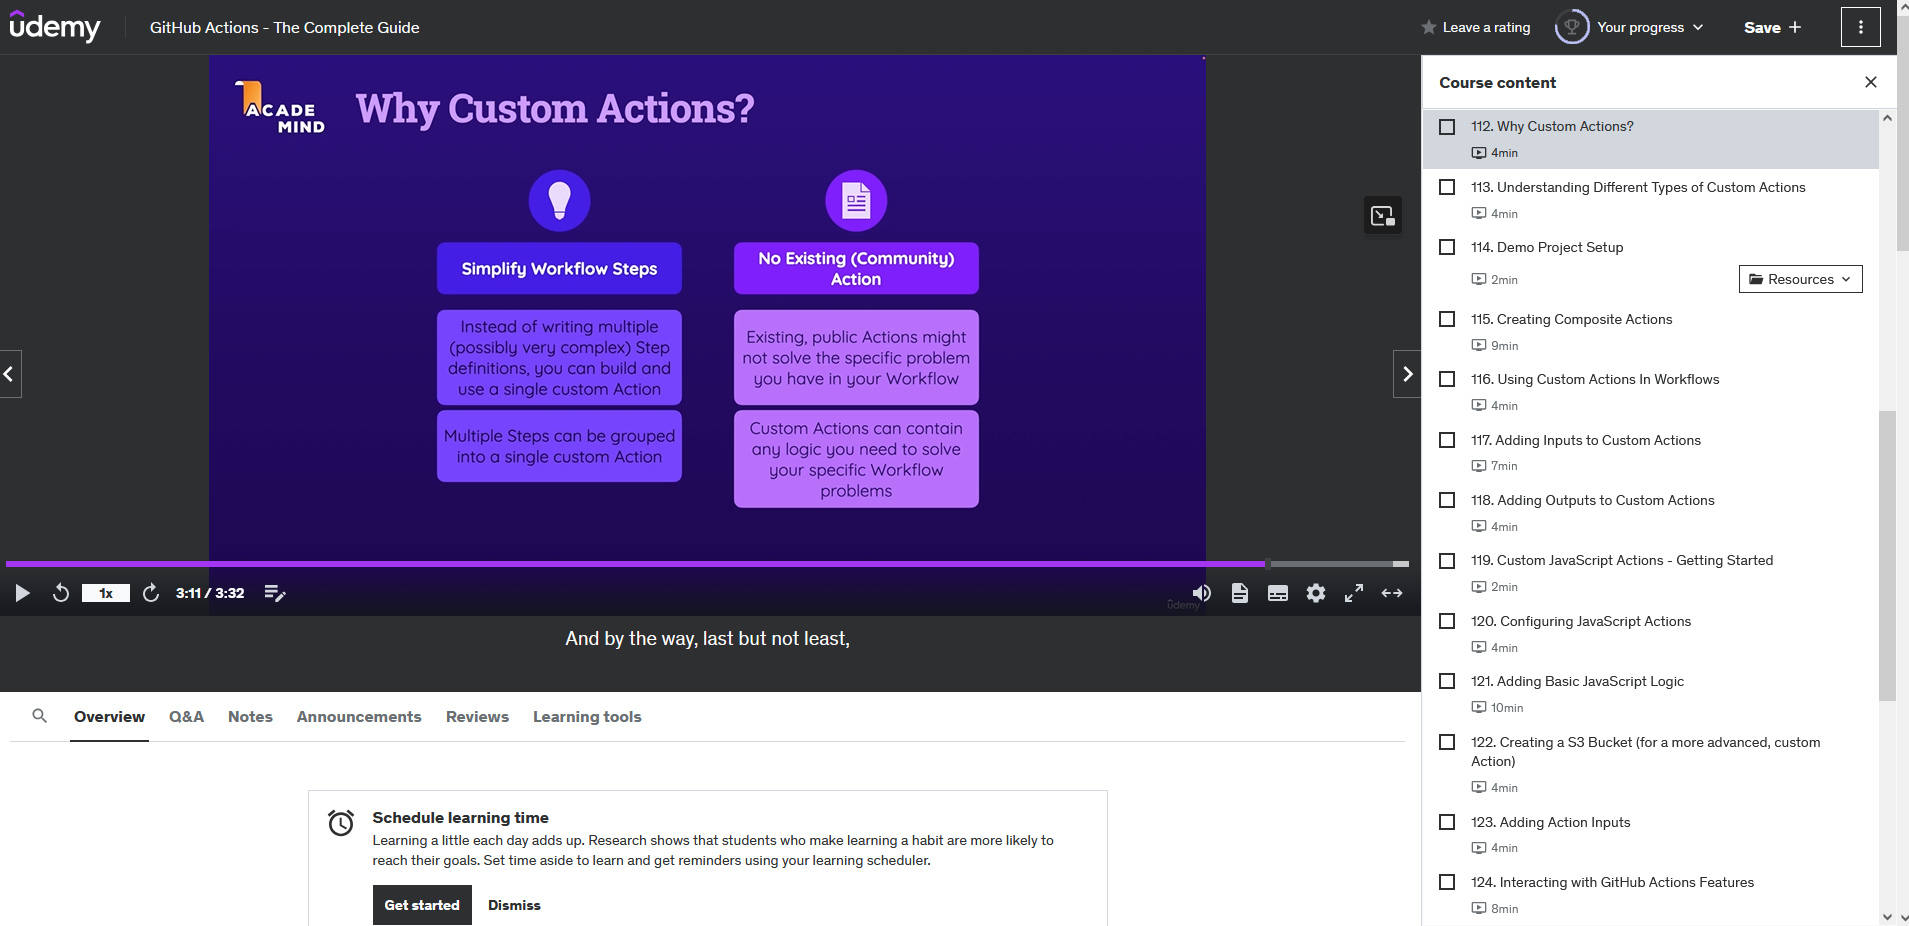 udemy
GitHub Actions - The Complete Guide
Leave a rating
Your progress
Save
ACADE
MIND
Why Custom Actions?
Simplify Workflow Steps
Instead of writing multiple
(possibly very complex) Step
definitions, you can build and
use a single custom Action
Multiple Steps can be grouped
into a single custom Action
No Existing (Community)
Action
Existing, public Actions might
not solve the specific problem
you have in your Workflow
Custom Actions can contain
any logic you need to solve
your specific Workflow
problems
1x
3:11 / 3:32
udemy
And by the way, last but not least,
Overview
Q&A
Notes
Announcements
Reviews
Learning tools
Schedule learning time
Learning a little each day adds up. Research shows that students who make learning a habit are more likely to
reach their goals. Set time aside to learn and get reminders using your learning scheduler.
Get started
Dismiss
Course content
112. Why Custom Actions?
4min
113. Understanding Different Types of Custom Actions
4min
114. Demo Project Setup
2min
Resources
115. Creating Composite Actions
9min
116. Using Custom Actions In Workflows
4min
117. Adding Inputs to Custom Actions
7min
118. Adding Outputs to Custom Actions
4min
119. Custom JavaScript Actions - Getting Started
2min
120. Configuring JavaScript Actions
4min
121. Adding Basic JavaScript Logic
10min
122. Creating a S3 Bucket (for a more advanced, custom
Action)
4min
123. Adding Action Inputs
4min
124. Interacting with GitHub Actions Features
8min